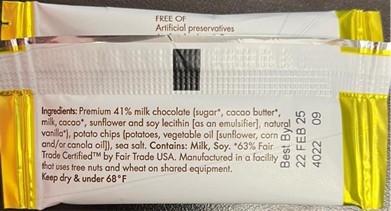 FREE OF
Artificial preservatives
Ingredients: Premium 41% milk chocolate (sugar*, cacao butter*,
milk, cacao*, sunflower and soy lecithin [as an emulsifier], natural
vanilla*), potato chips (potatoes, vegetable oil [sunflower, corn
and/or canola oil]), sea salt. Contains: Milk, Soy. *63% Fair
Trade Certified™ by Fair Trade USA. Manufactured in a facility
that uses tree nuts and wheat on shared equipment.
Keep dry & under 68°F
Best By
22 FEB 25
4022 09